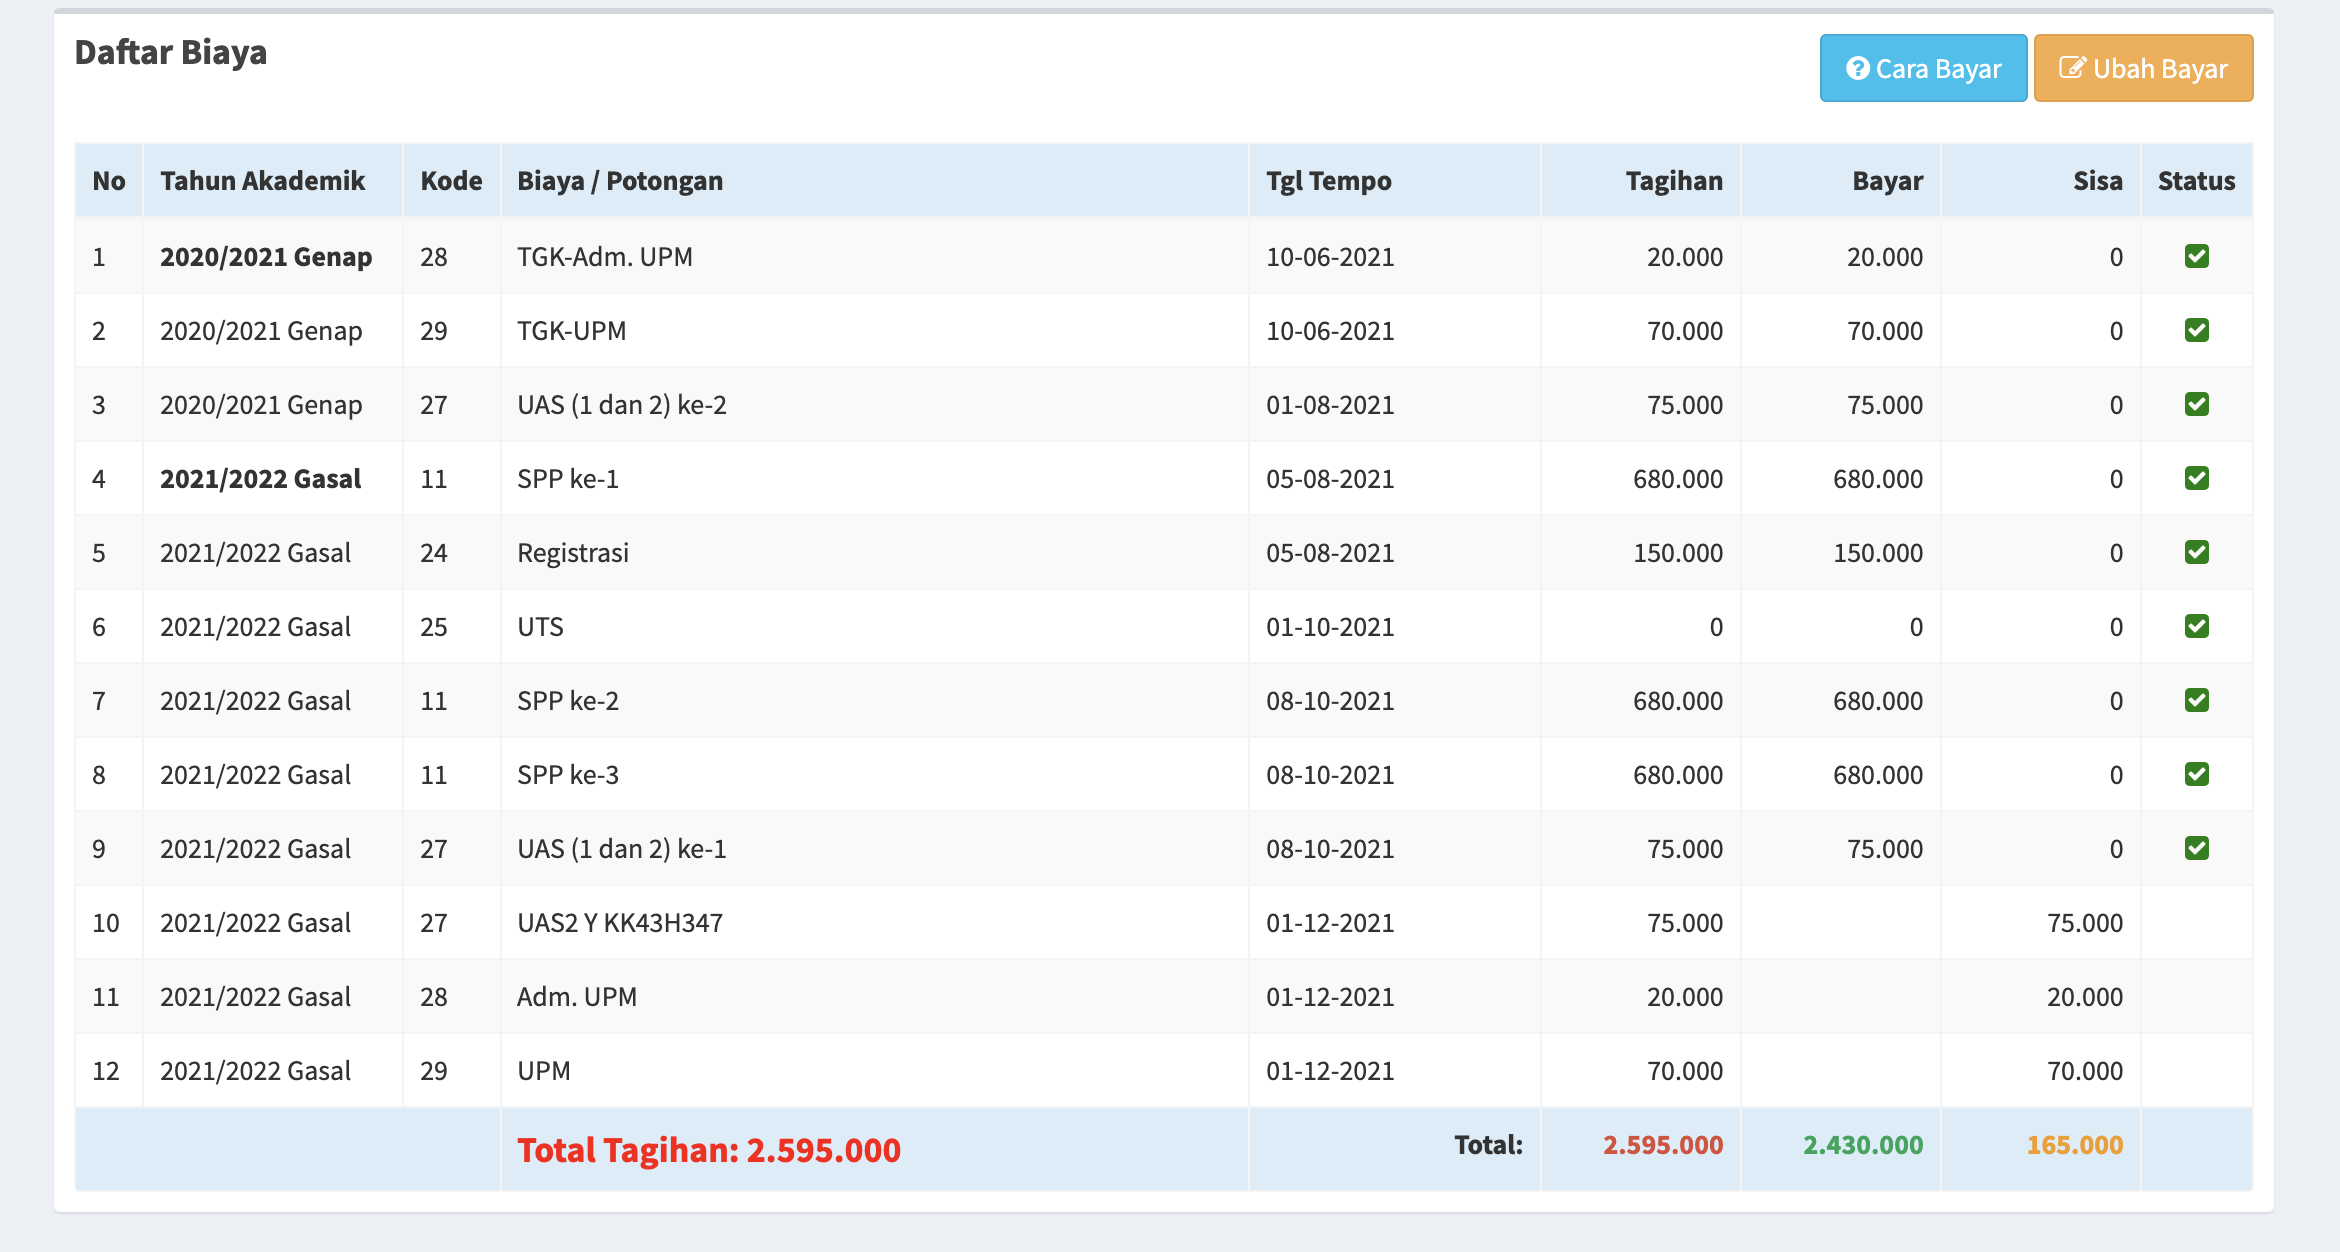 Daftar Biaya
Cara Bayar Ubah Bayar
No Tahun Akademik Kode Biaya / Potongan Tgl Tempo Tagihan Bayar Sisa Status
1 2020/2021 Genap 28 TGK-Adm. UPM 10-06-2021 20.000 20.000 0
2 2020/2021 Genap 29 TGK-UPM 10-06-2021 70.000 70.000 0
3 2020/2021 Genap 27 UAS (1 dan 2) ke-2 01-08-2021 75.000 75.000 0
4 2021/2022 Gasal 11 SPP ke-1 05-08-2021 680.000 680.000 0
5 2021/2022 Gasal 24 Registrasi 05-08-2021 150.000 150.000 0
6 2021/2022 Gasal 25 UTS 01-10-2021 0 0 0
7 2021/2022 Gasal 11 SPP ke-2 08-10-2021 680.000 680.000 0
8 2021/2022 Gasal 11 SPP ke-3 08-10-2021 680.000 680.000 0
9 2021/2022 Gasal 27 UAS (1 dan 2) ke-1 08-10-2021 75.000 75.000 0
10 2021/2022 Gasal 27 UAS2 Y KK43H347 01-12-2021 75.000 75.000
11 2021/2022 Gasal 28 Adm. UPM 01-12-2021 20.000 20.000
12 2021/2022 Gasal 29 UPM 01-12-2021 70.000 70.000
Total Tagihan: 2.595.000 Total: 2.595.000 2.430.000 165.000